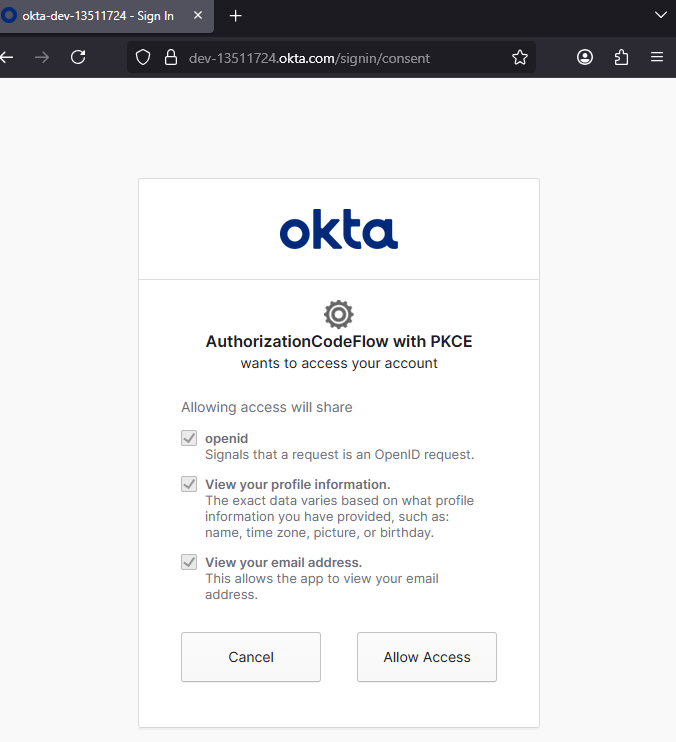 okta-dev-13511724 - Sign In
dev-13511724.okta.com/signin/consent
okta
AuthorizationCodeFlow with PKCE
wants to access your account
Allowing access will share
openid
Signals that a request is an OpenID request.
View your profile information.
The exact data varies based on what profile
information you have provided, such as:
name, time zone, picture, or birthday.
View your email address.
This allows the app to view your email
address.
Cancel
Allow Access